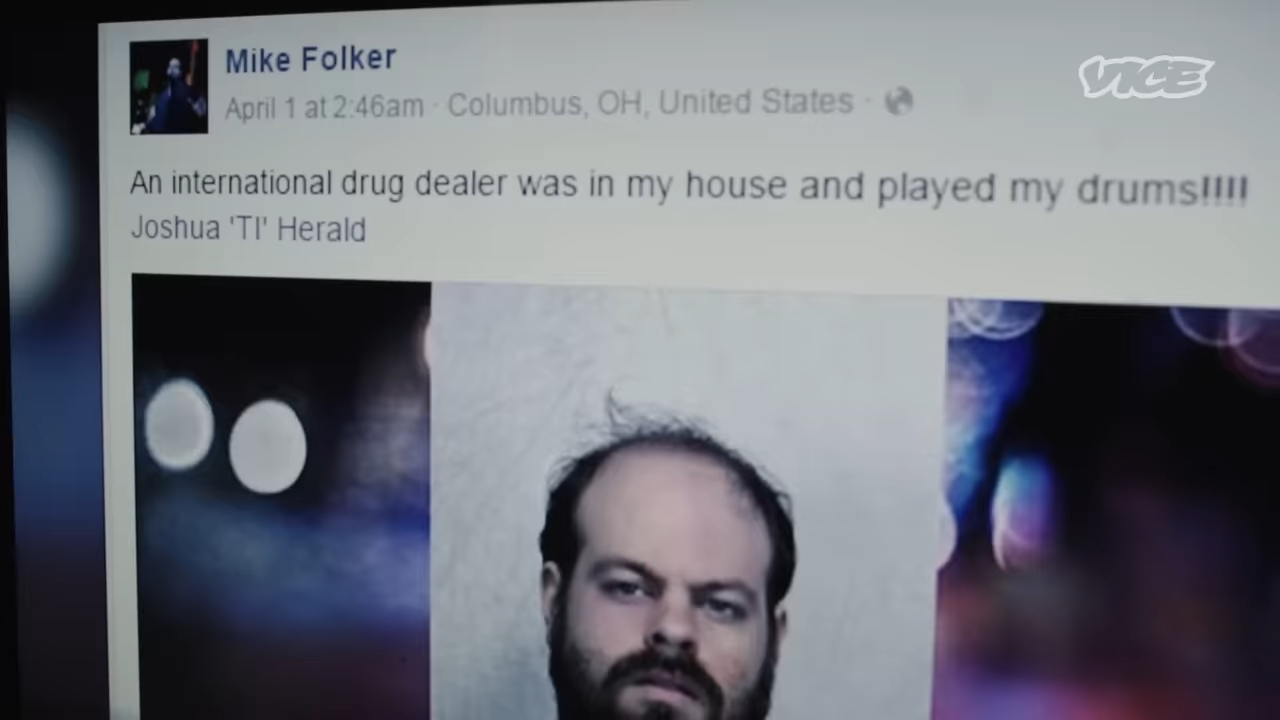 Mike Folker
VICE
April 1 at 2:46am · Columbus, OH, United States ·
An international drug dealer was in my house and played my drums!!!!
Joshua 'TI' Herald